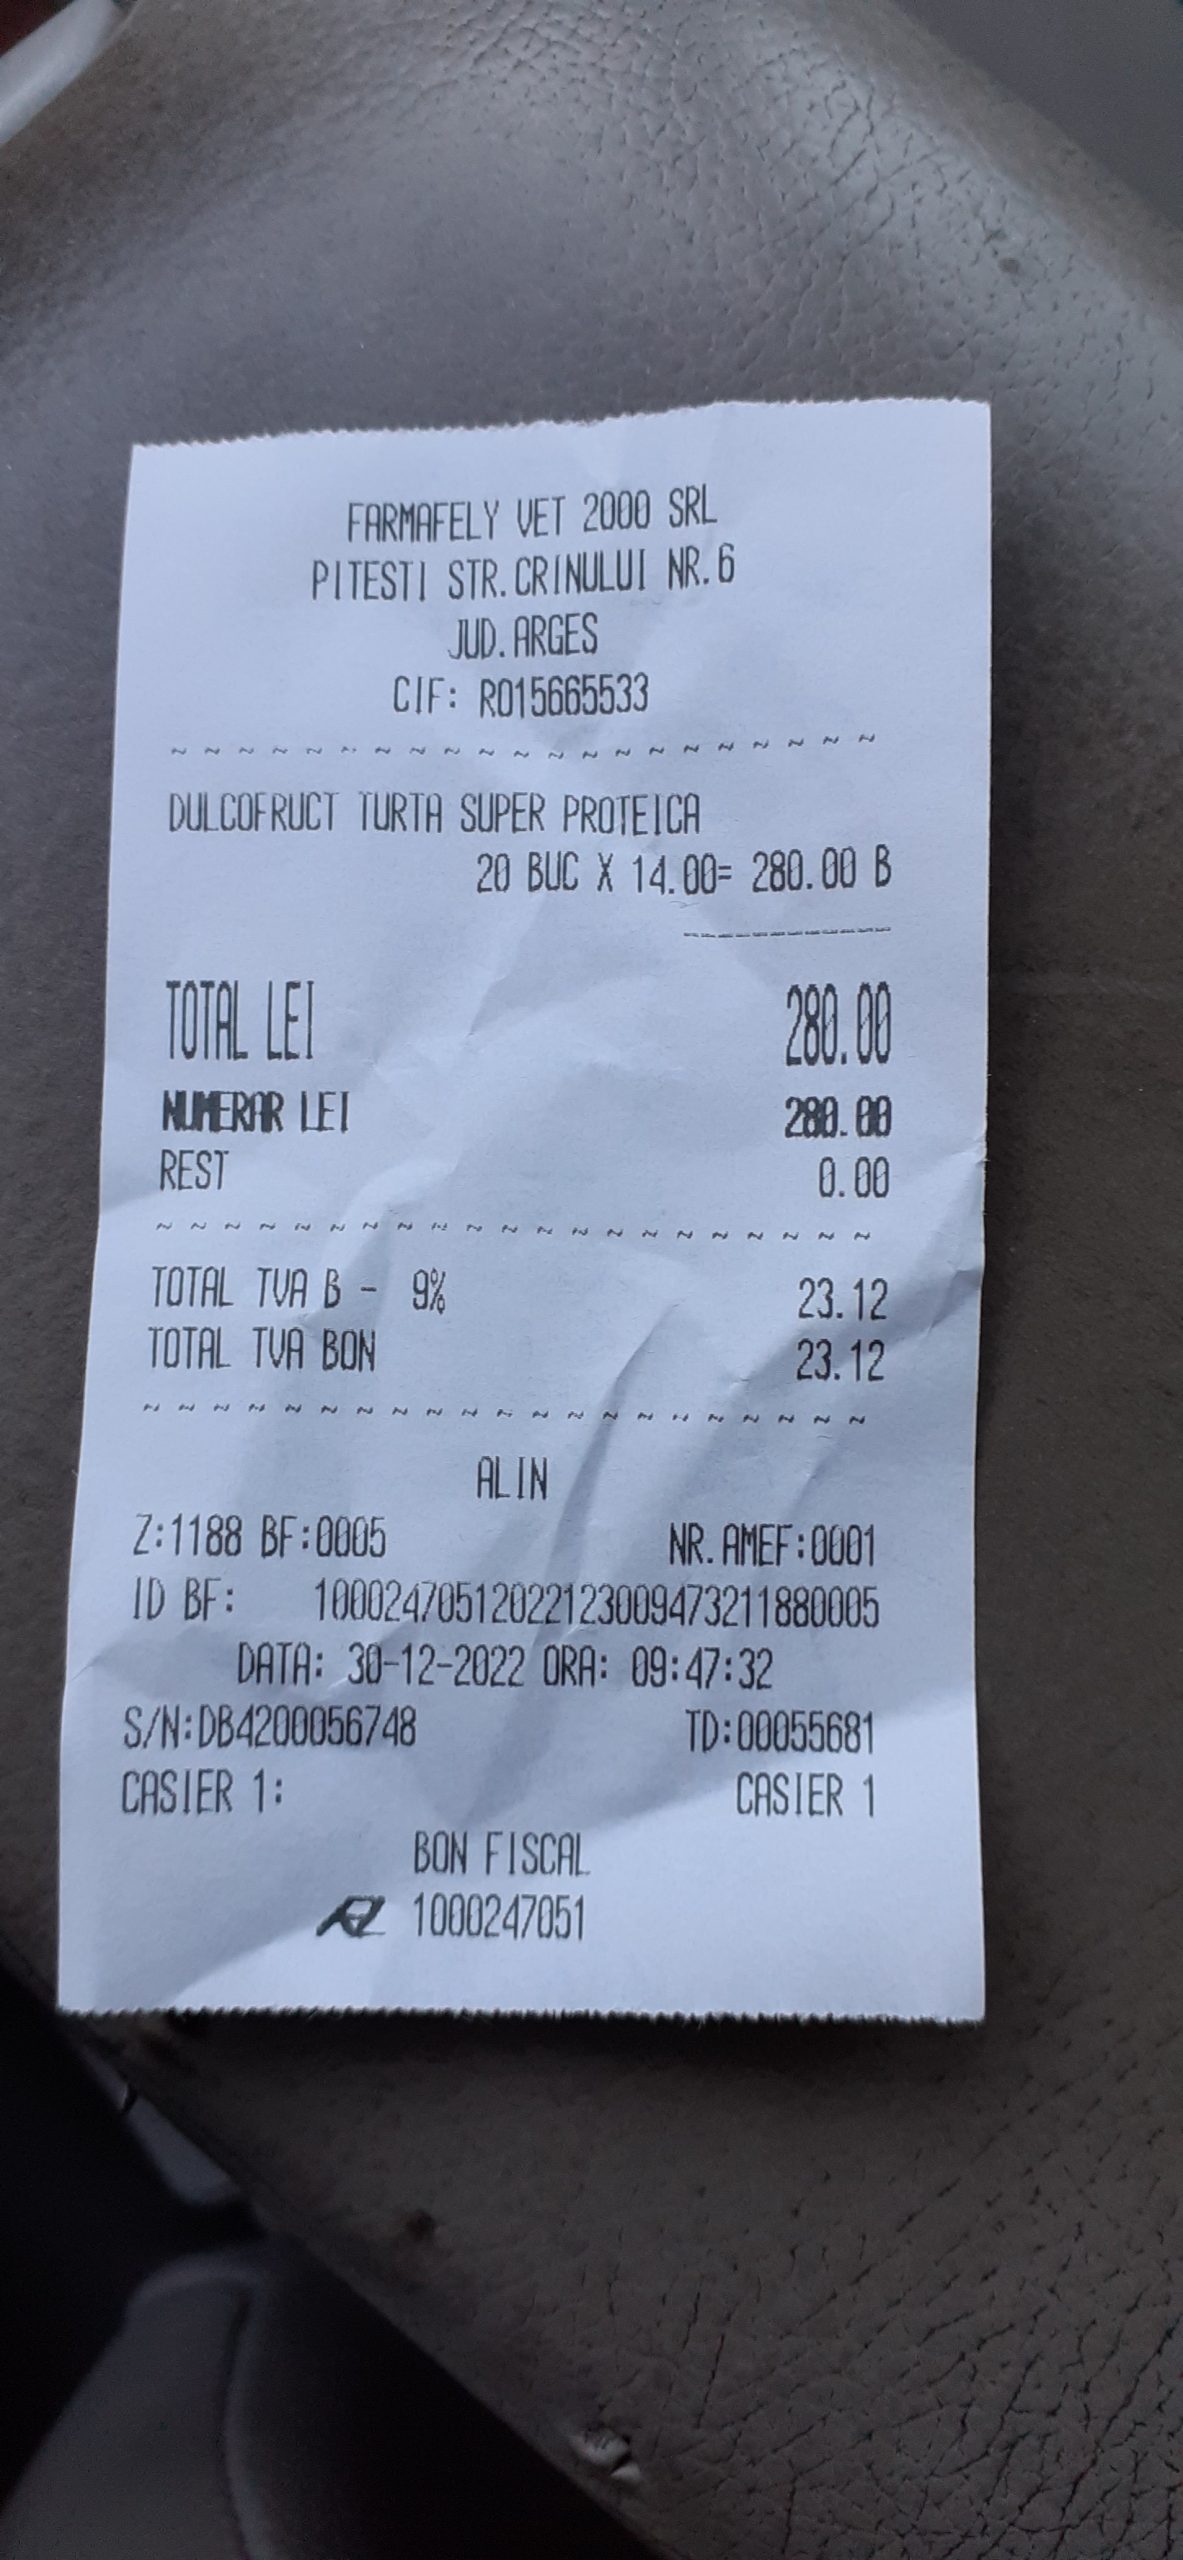 FARMAFELY VET 2000 SRL
PITESTI STR.CRINULUI NR.6
JUD.ARGES
CIF: RO15665533
~ ~ ~ ~ ~ ~ ~ ~ ~ ~ ~ ~ ~ ~ ~ ~ ~ ~ ~ ~ ~
DULCOFRUCT TURTA SUPER PROTEICA
20 BUC X 14.00= 280.00 B
------------
TOTAL LEI 280.00
NUMERAR LEI 280.00
REST 0.00
~ ~ ~ ~ ~ ~ ~ ~ ~ ~ ~ ~ ~ ~ ~ ~ ~ ~ ~ ~ ~
TOTAL TVA B - 9% 23.12
TOTAL TVA BON 23.12
~ ~ ~ ~ ~ ~ ~ ~ ~ ~ ~ ~ ~ ~ ~ ~ ~ ~ ~ ~ ~
ALIN
Z:1188 BF:0005 NR.AMEF:0001
ID BF: 1000247051202212300947321188​0005
DATA: 30-12-2022 ORA: 09:47:32
S/N:DB4200056748 TD:00055681
CASIER 1: CASIER 1
BON FISCAL
1000247051